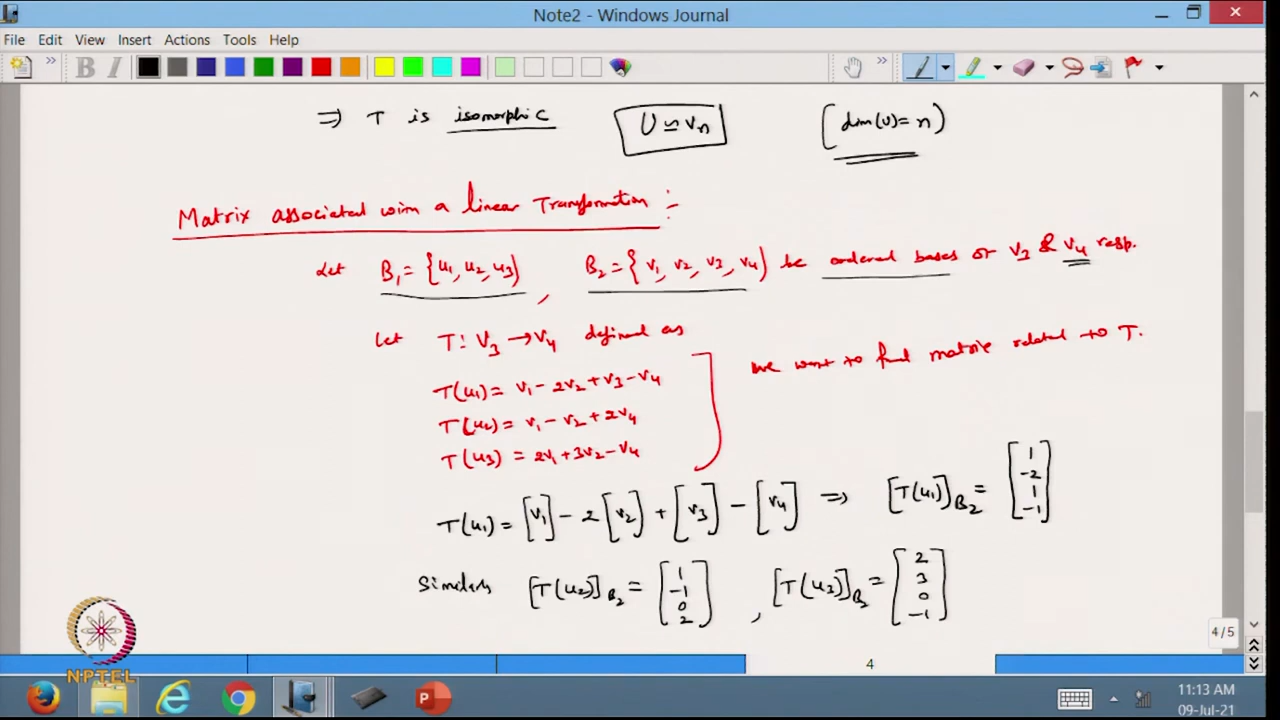 Note2 - Windows Journal
File Edit View Insert Actions Tools Help
⇒ T is isomorphic U ≃ Vn (dim(U) = n)
Matrix associated with a linear Transformation :-
Let B₁ = {u₁, u₂, u₃}, B₂ = {v₁, v₂, v₃, v₄} be ordered bases of V₃ & V₄ resp.
Let T: V₃ → V₄ defined as
We want to find matrix related to T.
T(u₁) = v₁ - 2v₂ + v₃ - v₄
T(u₂) = v₁ - v₂ + 2v₄
T(u₃) = 2v₁ + 3v₂ - v₄
T(u₁) = [v₁] - 2[v₂] + [v₃] - [v₄] ⇒ [T(u₁)]B₂ = [1 -2 1 -1]
Similarly [T(u₂)]B₂ = [1 -1 0 2], [T(u₃)]B₂ = [2 3 0 -1]
4/5
NPTEL
4
11:13 AM
09-Jul-21